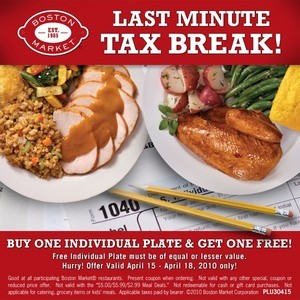 BOSTON
EST.
1985
MARKET
LAST MINUTE
TAX BREAK!
1040
BUY ONE INDIVIDUAL PLATE & GET ONE FREE!
Free Individual Plate must be of equal or lesser value.
Hurry! Offer Valid April 15 - April 18, 2010 only!
Good at all participating Boston Market® restaurants. Present coupon when ordering. Not valid with any other special, coupon or
reduced price offer. Not valid with the "$5.00/$5.99/$2.99 Meal Deals." Not redeemable for cash or gift card purchases. Not
applicable for catering, grocery items or kids' meals. Applicable taxes paid by bearer. ©2010 Boston Market Corporation PLU30415